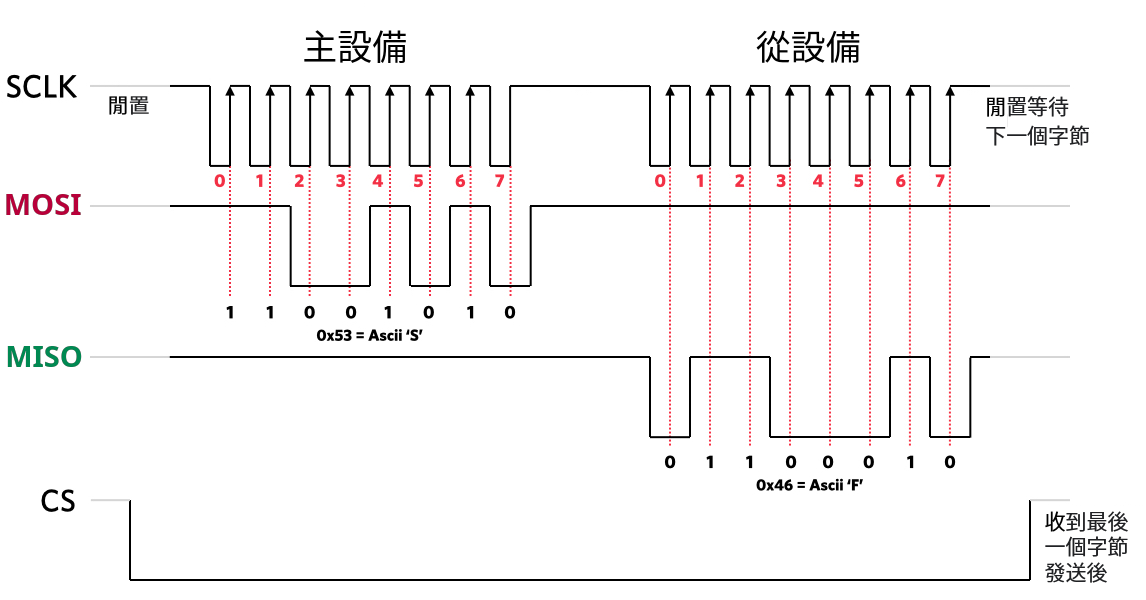 主設備 從設備
SCLK
閒置
閒置等待
下一個字節
0 1 2 3 4 5 6 7 0 1 2 3 4 5 6 7
MOSI
1 1 0 0 1 0 1 0
0x53 = Ascii ‘S’
MISO
0 1 1 0 0 0 1 0
0x46 = Ascii ‘F’
CS
收到最後
一個字節
發送後